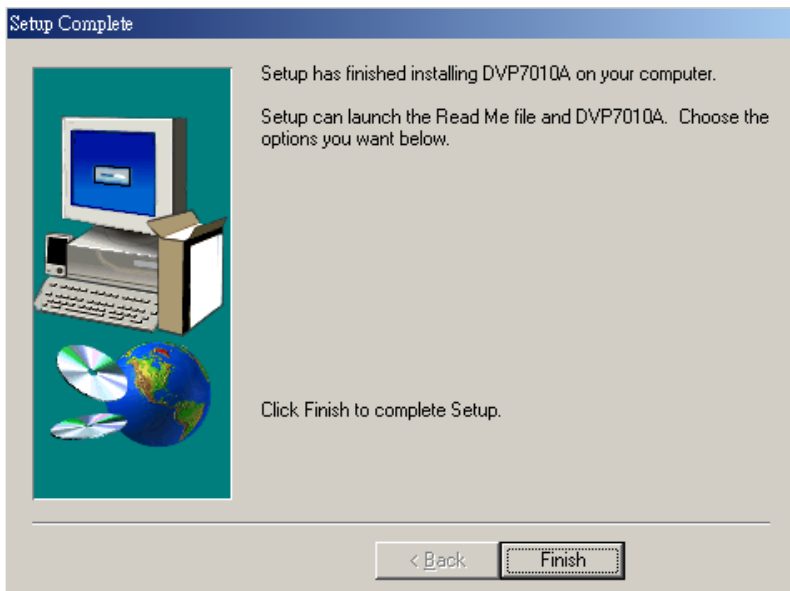 Setup Complete
Setup has finished installing DVP7010A on your computer.
Setup can launch the Read Me file and DVP7010A.  Choose the
options you want below.
Click Finish to complete Setup.
< Back
Finish